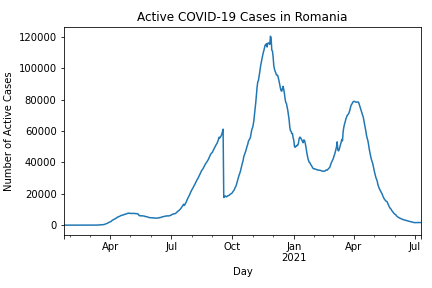 Active COVID-19 Cases in Romania
120000
100000
80000
60000
40000
20000
0
Number of Active Cases
Apr Jul Oct Jan Apr Jul
2021
Day